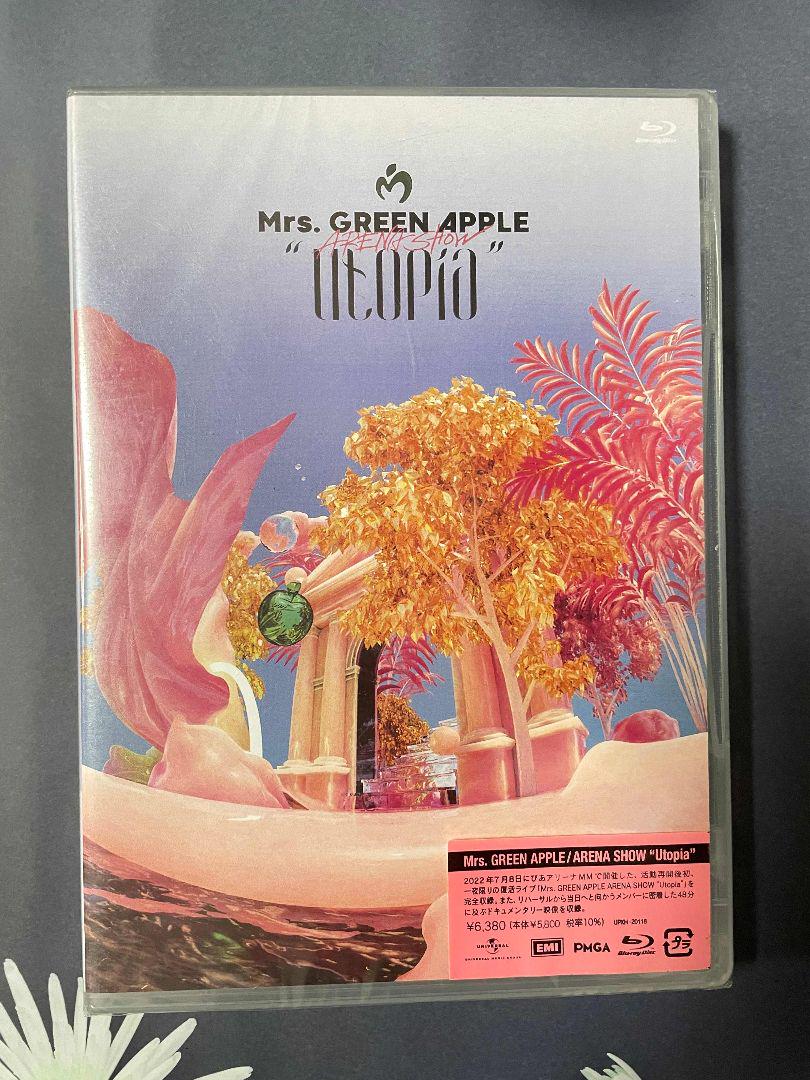 Blu-ray Disc
Mrs. GREEN APPLE
ARENA SHOW
"Utopia"
Mrs. GREEN APPLE/ARENA SHOW "Utopia"
2022年7月8日にぴあアリーナMMで開催した、活動再開後初、
一夜限りの復活ライブ「Mrs. GREEN APPLE ARENA SHOW "Utopia"」を
完全収録。また、リハーサルから当日へと向かうメンバーに密着した48分
に及ぶドキュメンタリー映像を収録。
¥6,380 (本体¥5,800 税率10%) UPXH-20118
UNIVERSAL
UNIVERSAL MUSIC GROUP
EMI
PMGA
Blu-ray Disc
プラ